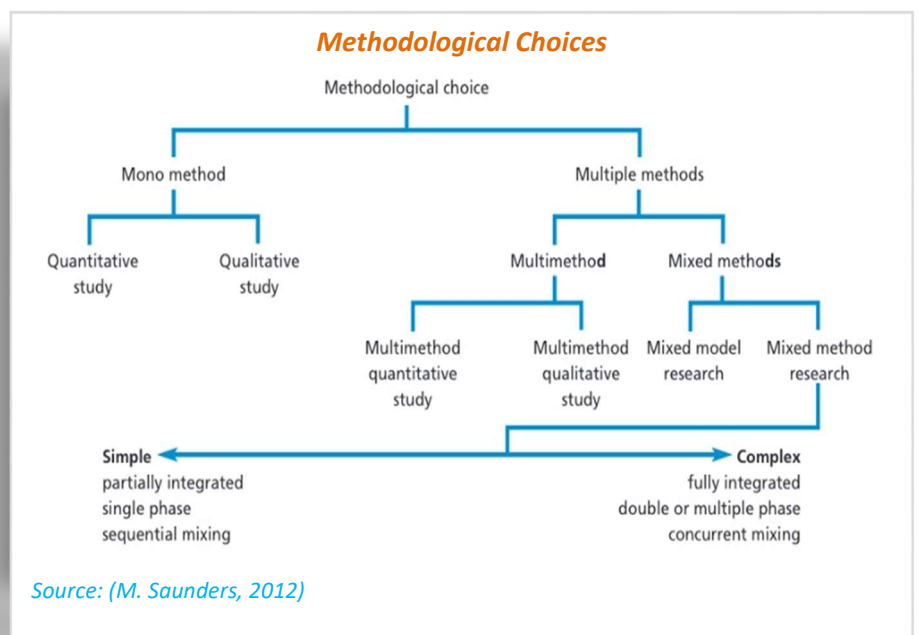 Methodological Choices
Methodological choice
Mono method
Multiple methods
Quantitative
study
Qualitative
study
Multimethod
Mixed methods
Multimethod
quantitative
study
Multimethod
qualitative
study
Mixed model
research
Mixed method
research
Simple
partially integrated
single phase
sequential mixing
Complex
fully integrated
double or multiple phase
concurrent mixing
Source: (M. Saunders, 2012)